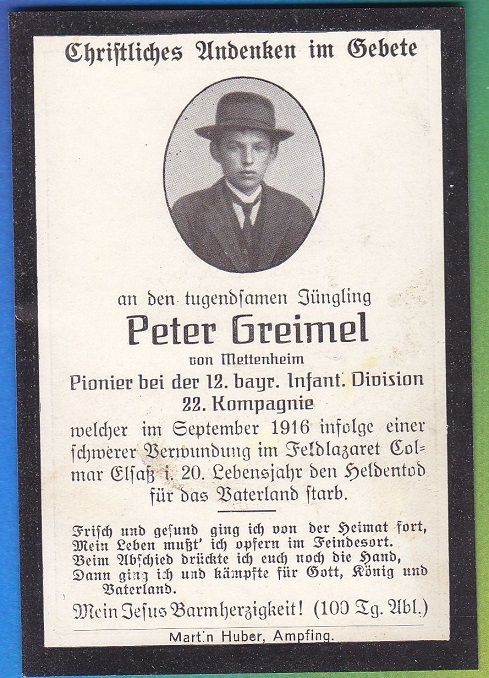 Christliches Andenken im Gebete
an den tugendsamen Jüngling
Peter Greimel
von Mettenheim
Pionier bei der 12. bayr. Infant. Division
22. Kompagnie
welcher im September 1916 infolge einer
schwerer Verwundung im Feldlazaret Col-
mar Elsaß i. 20. Lebensjahr den Heldentod
für das Vaterland starb.
Frisch und gesund ging ich von der Heimat fort,
Mein Leben mußt' ich opfern im Feindesort.
Beim Abschied drückte ich euch noch die Hand,
Dann ging ich und kämpfte für Gott, König und
Vaterland.
Mein Jesus Barmherzigkeit! (100 Tg. Abl.)
Martin Huber, Ampfing.